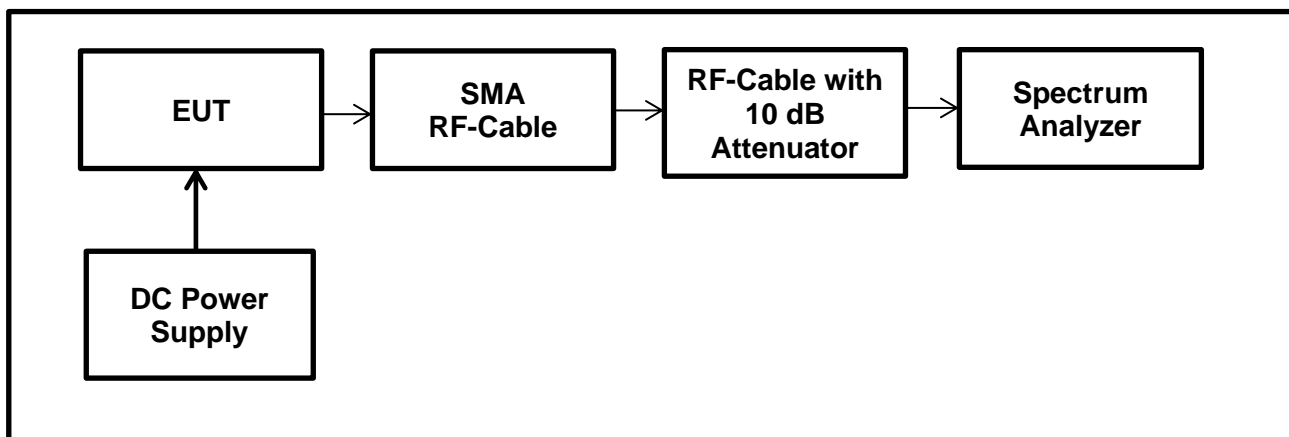 EUT
SMA
RF-Cable
RF-Cable with
10 dB
Attenuator
Spectrum
Analyzer
DC Power
Supply